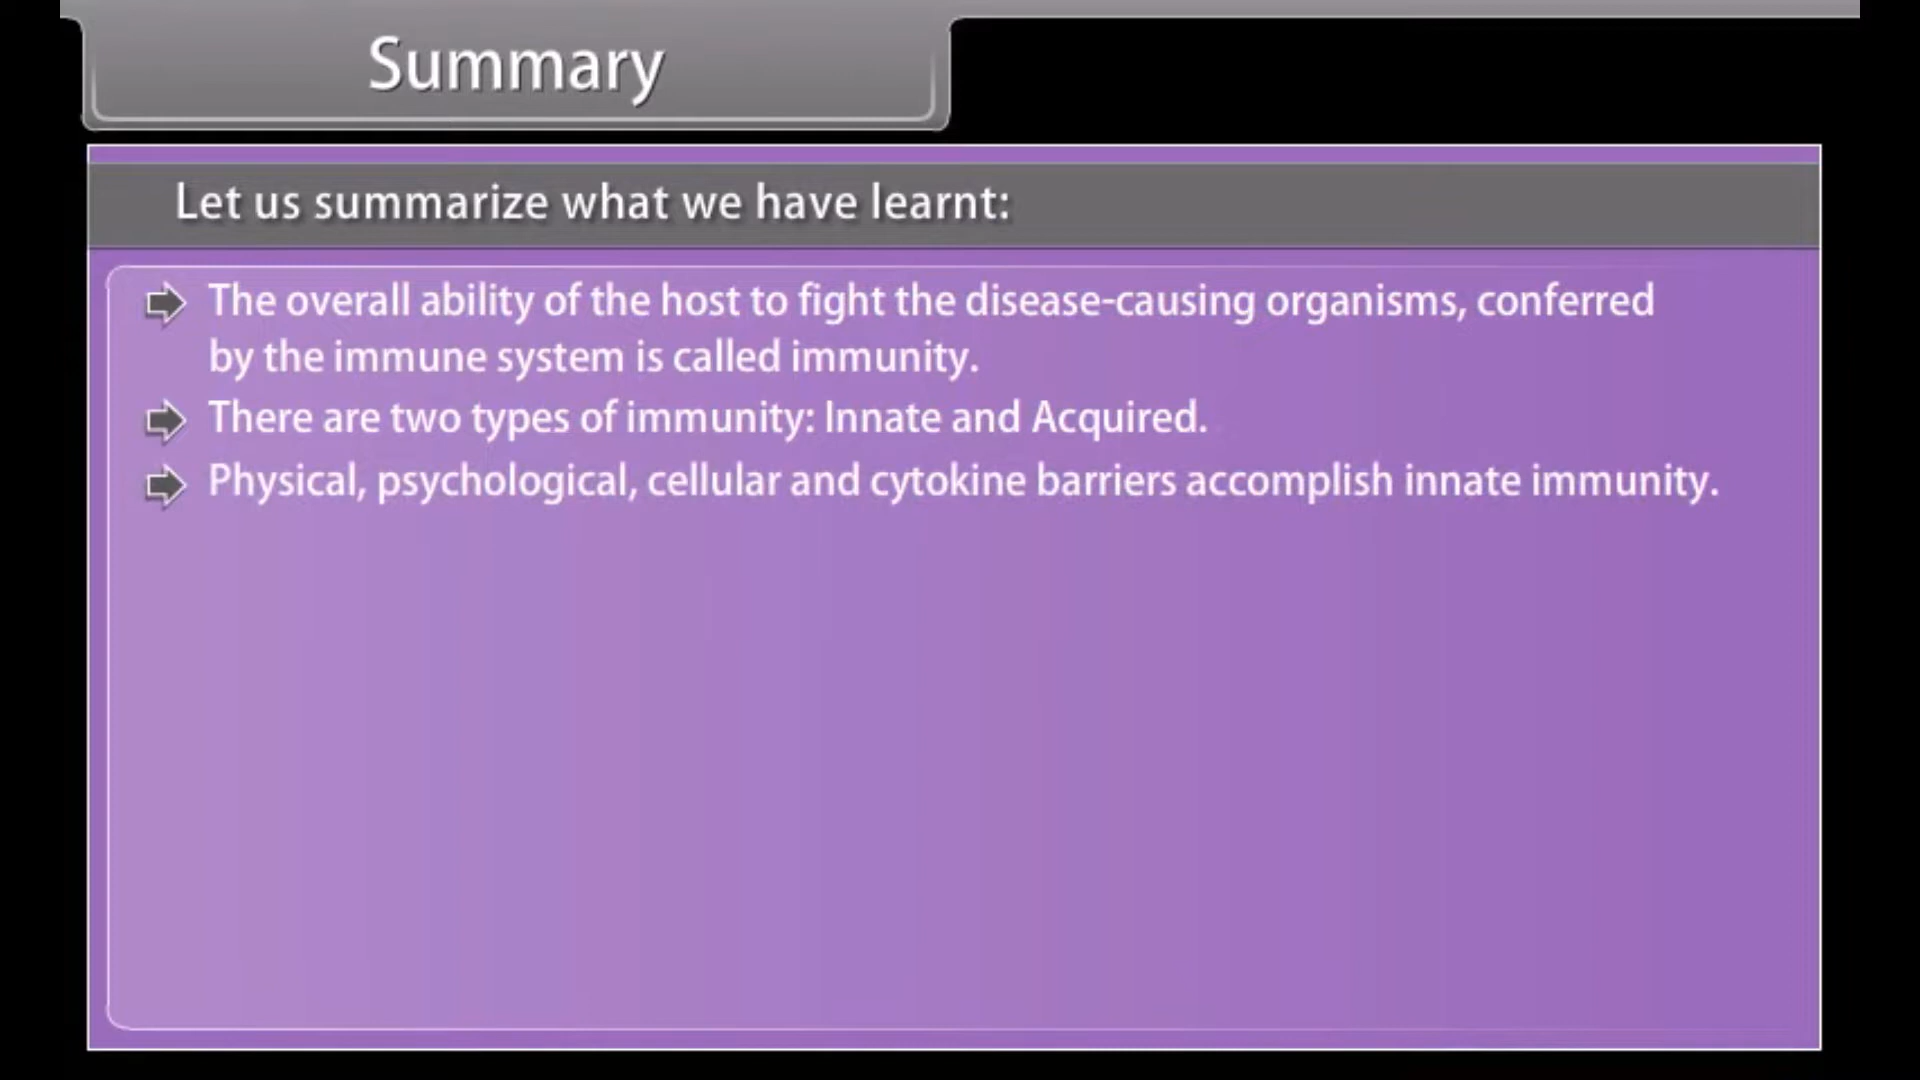 Summary
Let us summarize what we have learnt:
The overall ability of the host to fight the disease-causing organisms, conferred
by the immune system is called immunity.
There are two types of immunity: Innate and Acquired.
Physical, psychological, cellular and cytokine barriers accomplish innate immunity.